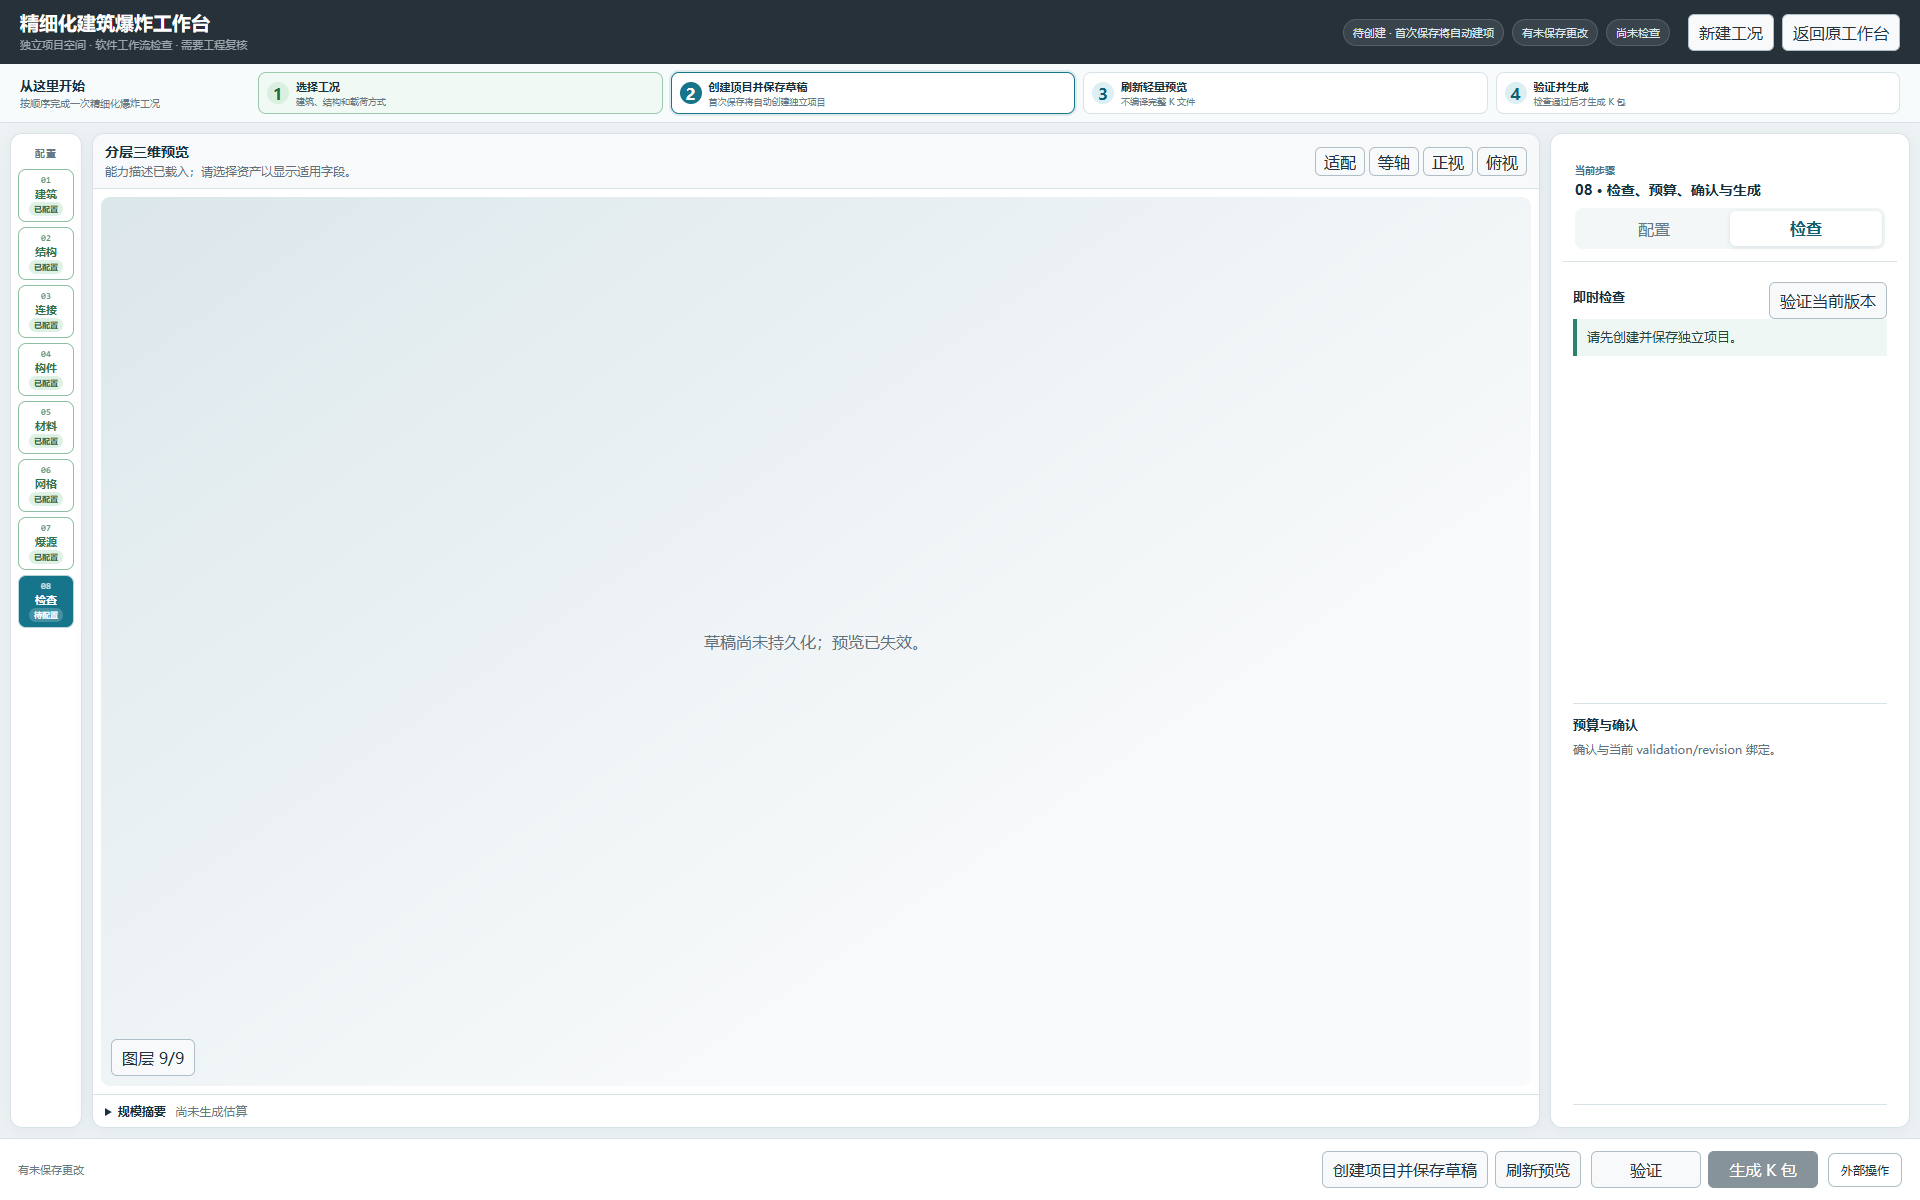 精细化建筑爆炸工作台
独立项目空间 · 软件工作流检查 · 需要工程复核
待创建 · 首次保存将自动建项
有未保存更改
尚未检查
新建工况
返回原工作台
从这里开始
按顺序完成一次精细化爆炸工况
1
选择工况
建筑、结构和载荷方式
2
创建项目并保存草稿
首次保存将自动创建独立项目
3
刷新轻量预览
不编译完整 K 文件
4
验证并生成
检查通过后才生成 K 包
配置
01
建筑
已配置
02
结构
已配置
03
连接
已配置
04
构件
已配置
05
材料
已配置
06
网格
已配置
07
爆源
已配置
08
检查
待配置
分层三维预览
能力描述已载入；请选择资产以显示适用字段。
适配
等轴
正视
俯视
草稿尚未持久化；预览已失效。
图层 9/9
▶ 规模摘要 尚未生成估算
当前步骤
08 • 检查、预算、确认与生成
配置
检查
即时检查
验证当前版本
请先创建并保存独立项目。
预算与确认
确认与当前 validation/revision 绑定。
有未保存更改
创建项目并保存草稿
刷新预览
验证
生成 K 包
外部操作